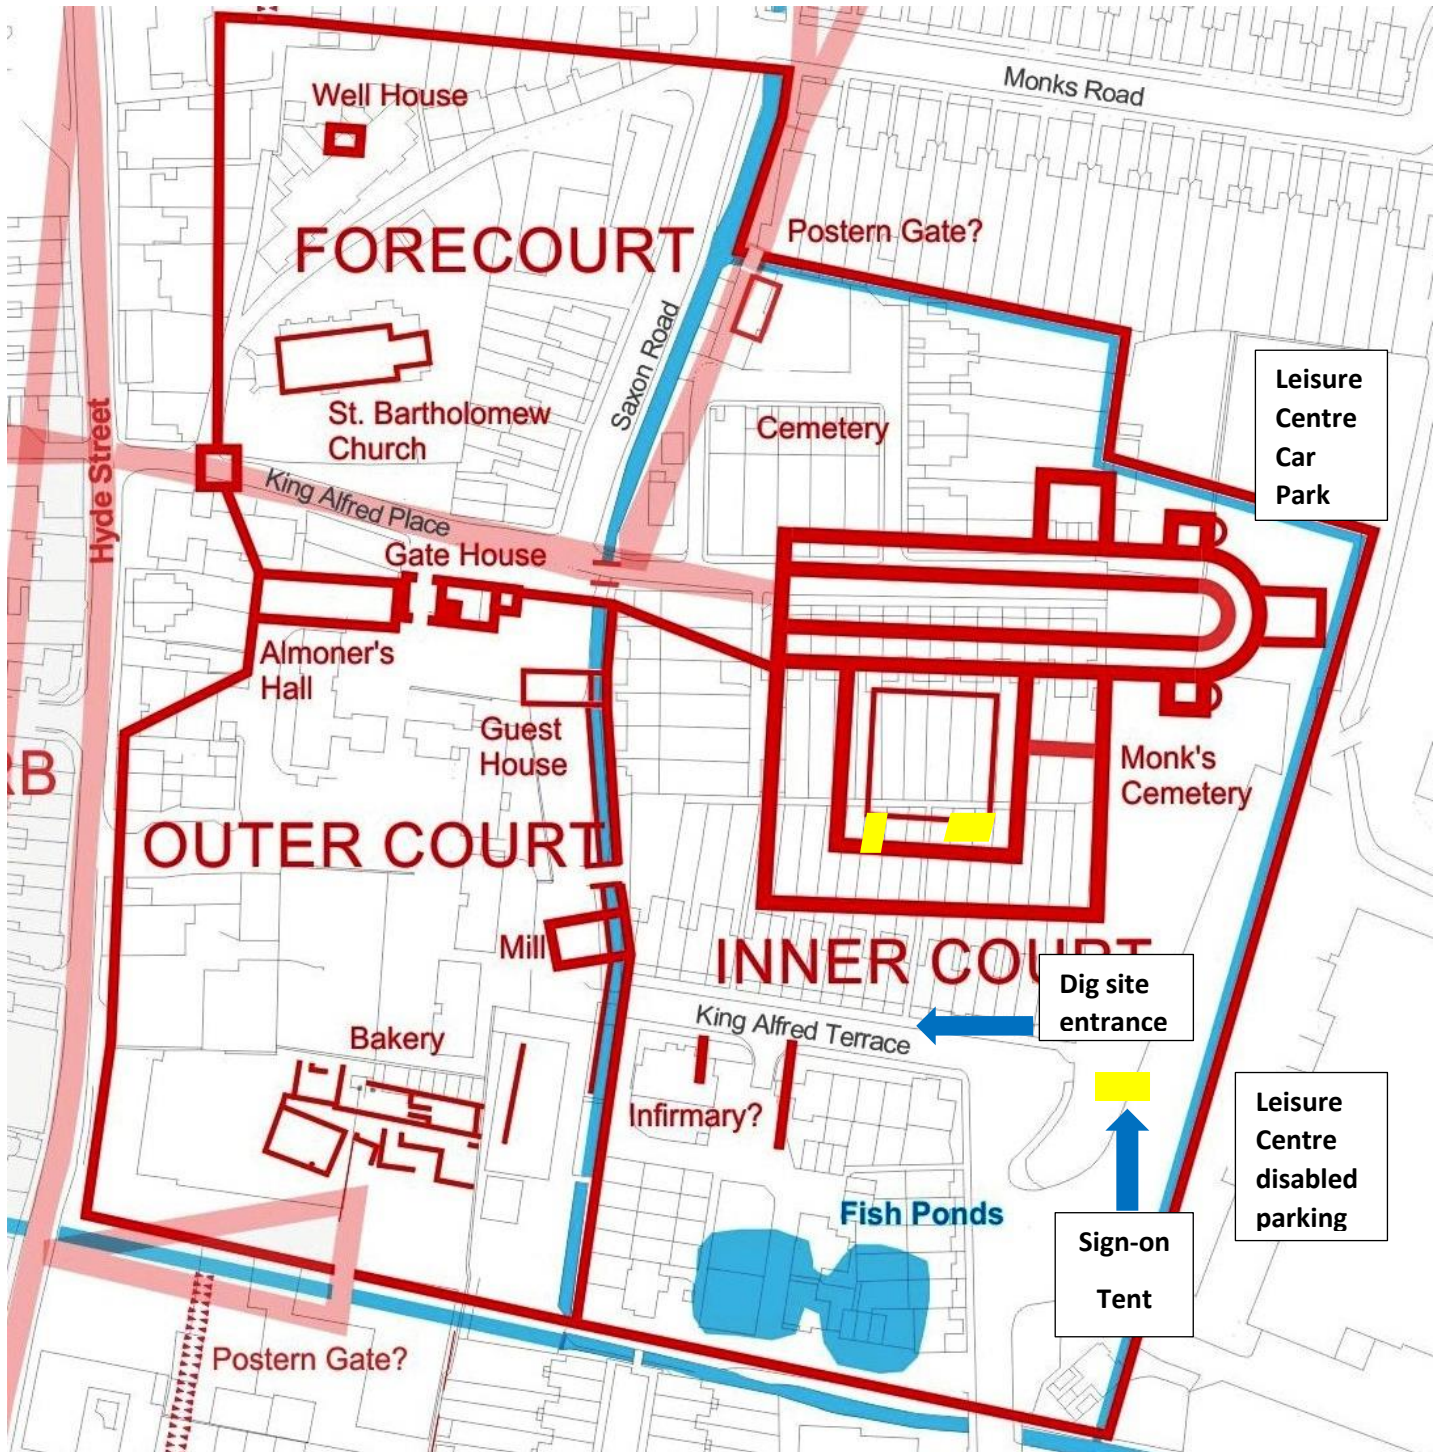 Monks Road
Well House
FORECOURT
Postern Gate?
Saxon Road
St. Bartholomew
Church
Cemetery
Leisure
Centre
Car
Park
Hyde Street
King Alfred Place
Gate House
Almoner's
Hall
Guest
House
RB
Monk's
Cemetery
OUTER COURT
Mill
INNER COURT
Dig site
entrance
King Alfred Terrace
Bakery
Infirmary?
Leisure
Centre
disabled
parking
Fish Ponds
Sign-on
Tent
Postern Gate?